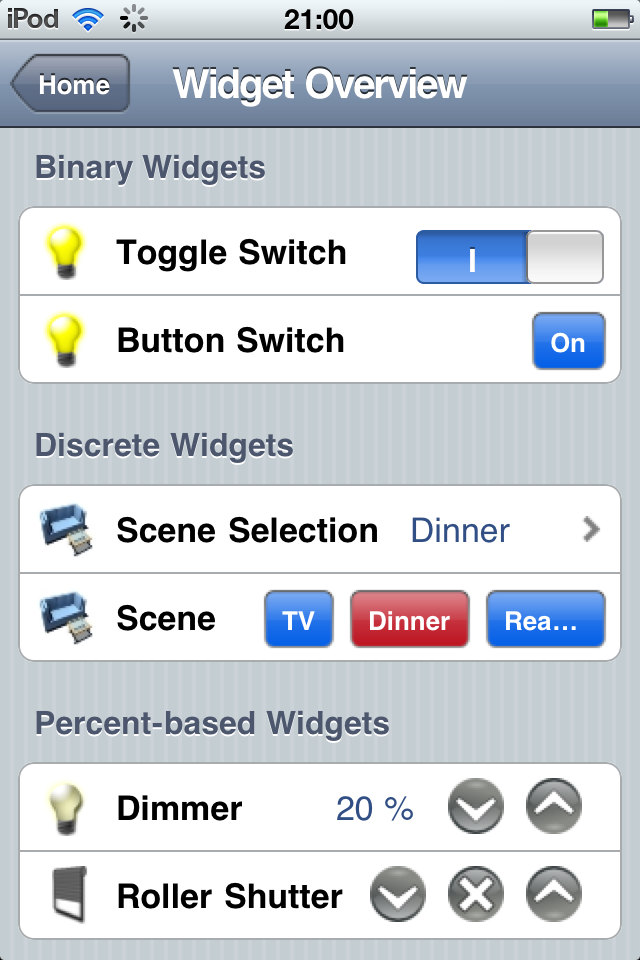 iPod 21:00
Home Widget Overview
Binary Widgets
Toggle Switch
Button Switch On
Discrete Widgets
Scene Selection Dinner
Scene TV Dinner Rea...
Percent-based Widgets
Dimmer 20 %
Roller Shutter